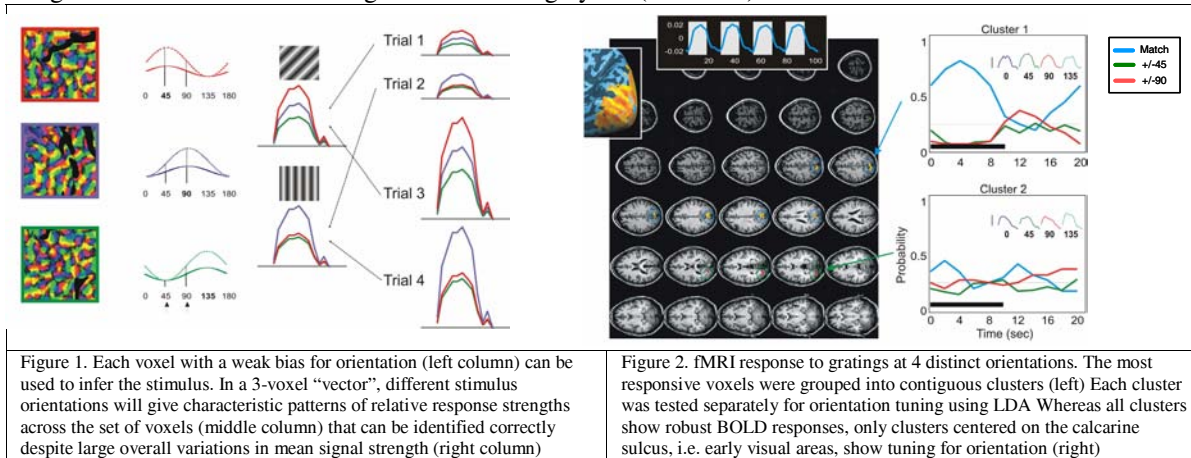 0 45 90 135 180
0 45 90 135 180
0 45 90 135 180
Trial 1
Trial 2
Trial 3
Trial 4
0.02
0
-0.02
20 40 60 80 100
Cluster 1
1
0.5
0
0 45 90 135
0 4 8 12 16 20
Match
+/-45
+/-90
Cluster 2
1
0.5
0
0 45 90 135
0 4 8 12 16 20
Probability
Time (sec)
Figure 1. Each voxel with a weak bias for orientation (left column) can be
used to infer the stimulus. In a 3-voxel “vector”, different stimulus
orientations will give characteristic patterns of relative response strengths
across the set of voxels (middle column) that can be identified correctly
despite large overall variations in mean signal strength (right column)
Figure 2. fMRI response to gratings at 4 distinct orientations. The most
responsive voxels were grouped into contiguous clusters (left) Each cluster
was tested separately for orientation tuning using LDA Whereas all clusters
show robust BOLD responses, only clusters centered on the calcarine
sulcus, i.e. early visual areas, show tuning for orientation (right)